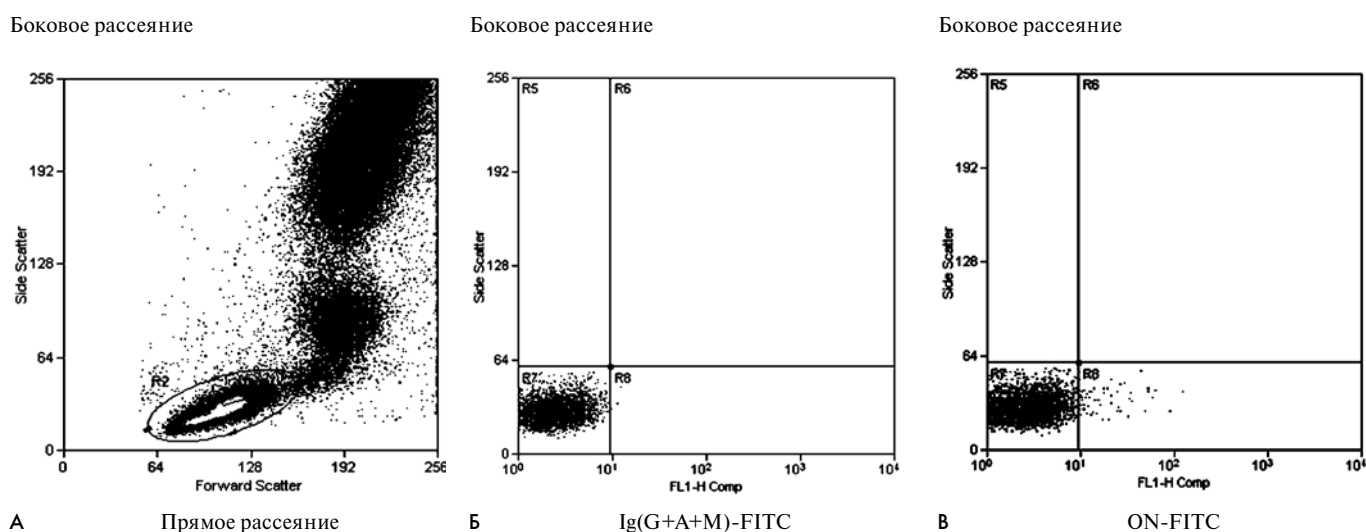 Боковое рассеяние
Боковое рассеяние
Боковое рассеяние
256
192
128
64
0
Side Scatter
R2
0 64 128 192 256
Forward Scatter
256
192
128
64
0
Side Scatter
R5 R6
R7 R8
10⁰ 10¹ 10² 10³ 10⁴
FL1-H Comp
256
192
128
64
0
Side Scatter
R5 R6
R7 R8
10⁰ 10¹ 10² 10³ 10⁴
FL1-H Comp
А Прямое рассеяние
Б Ig(G+A+M)-FITC
В ON-FITC